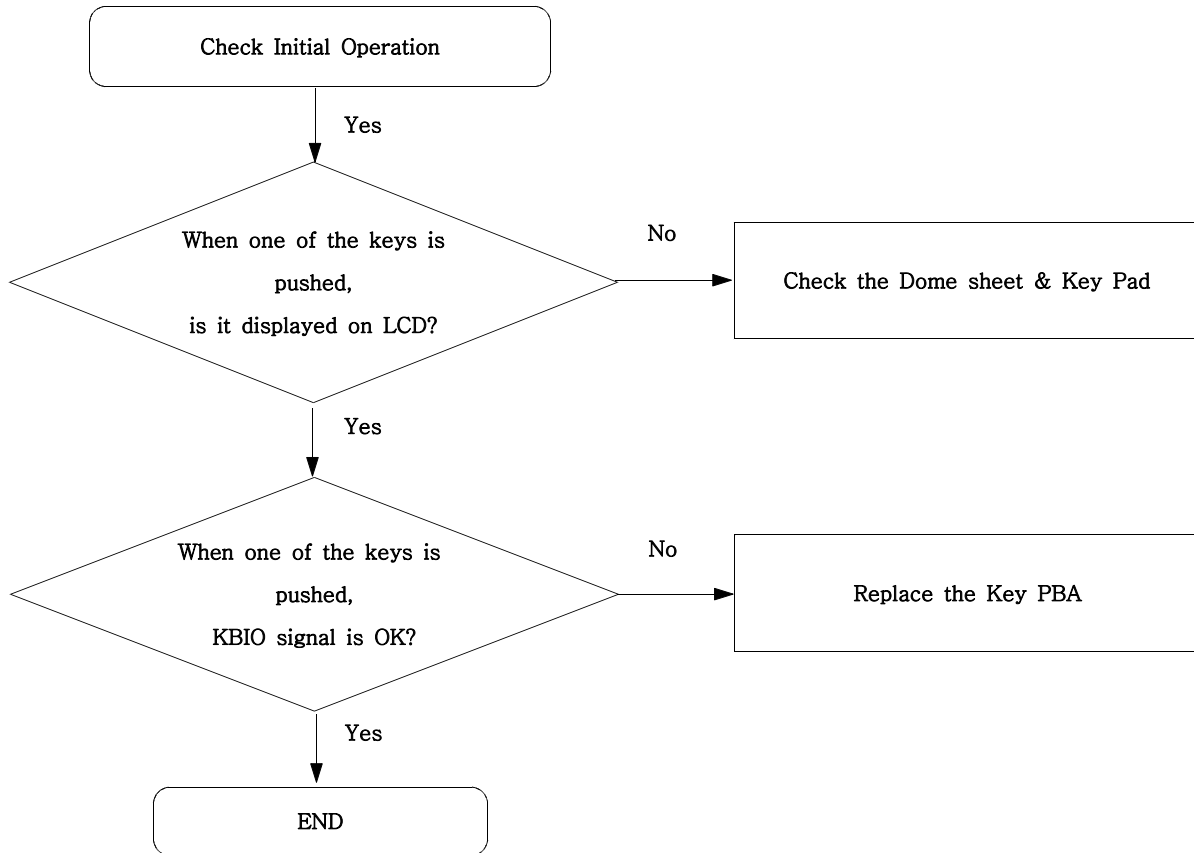 Check Initial Operation
Yes
When one of the keys is
pushed,
is it displayed on LCD?
No
Check the Dome sheet & Key Pad
Yes
When one of the keys is
pushed,
KBIO signal is OK?
No
Replace the Key PBA
Yes
END